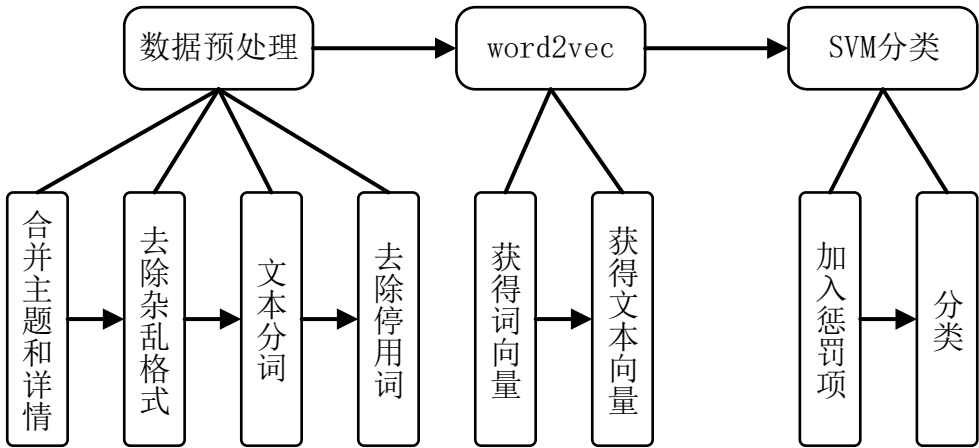 数据预处理
word2vec
SVM分类
合并主题和详情
去除杂乱格式
文本分词
去除停用词
获得词向量
获得文本向量
加入惩罚项
分类